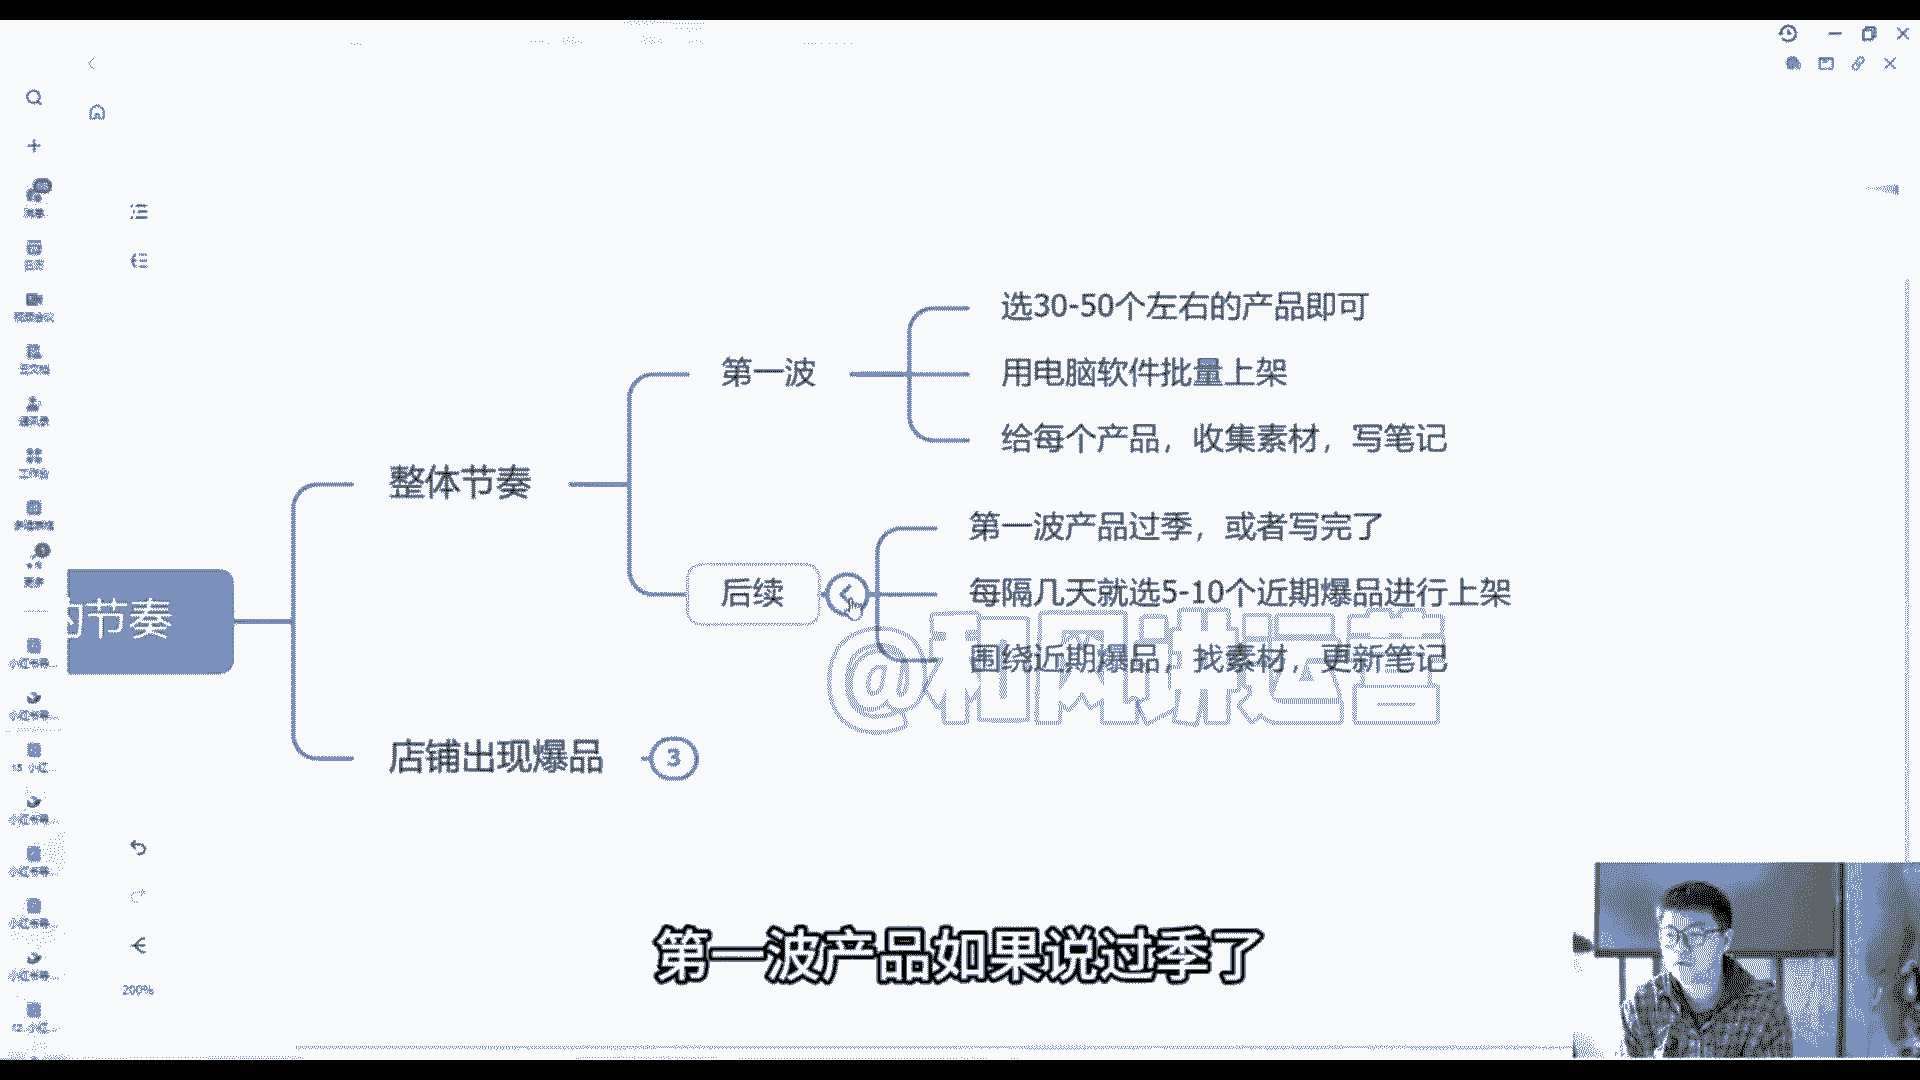 选30-50个左右的产品即可
第一波
用电脑软件批量上架
给每个产品，收集素材，写笔记
整体节奏
第一波产品过季，或者写完了
后续
每隔几天就选5-10个近期爆品进行上架
的节奏
围绕近期爆品，找素材，更新笔记
@和风讲运营
店铺出现爆品
3
第一波产品如果说过季了
200%